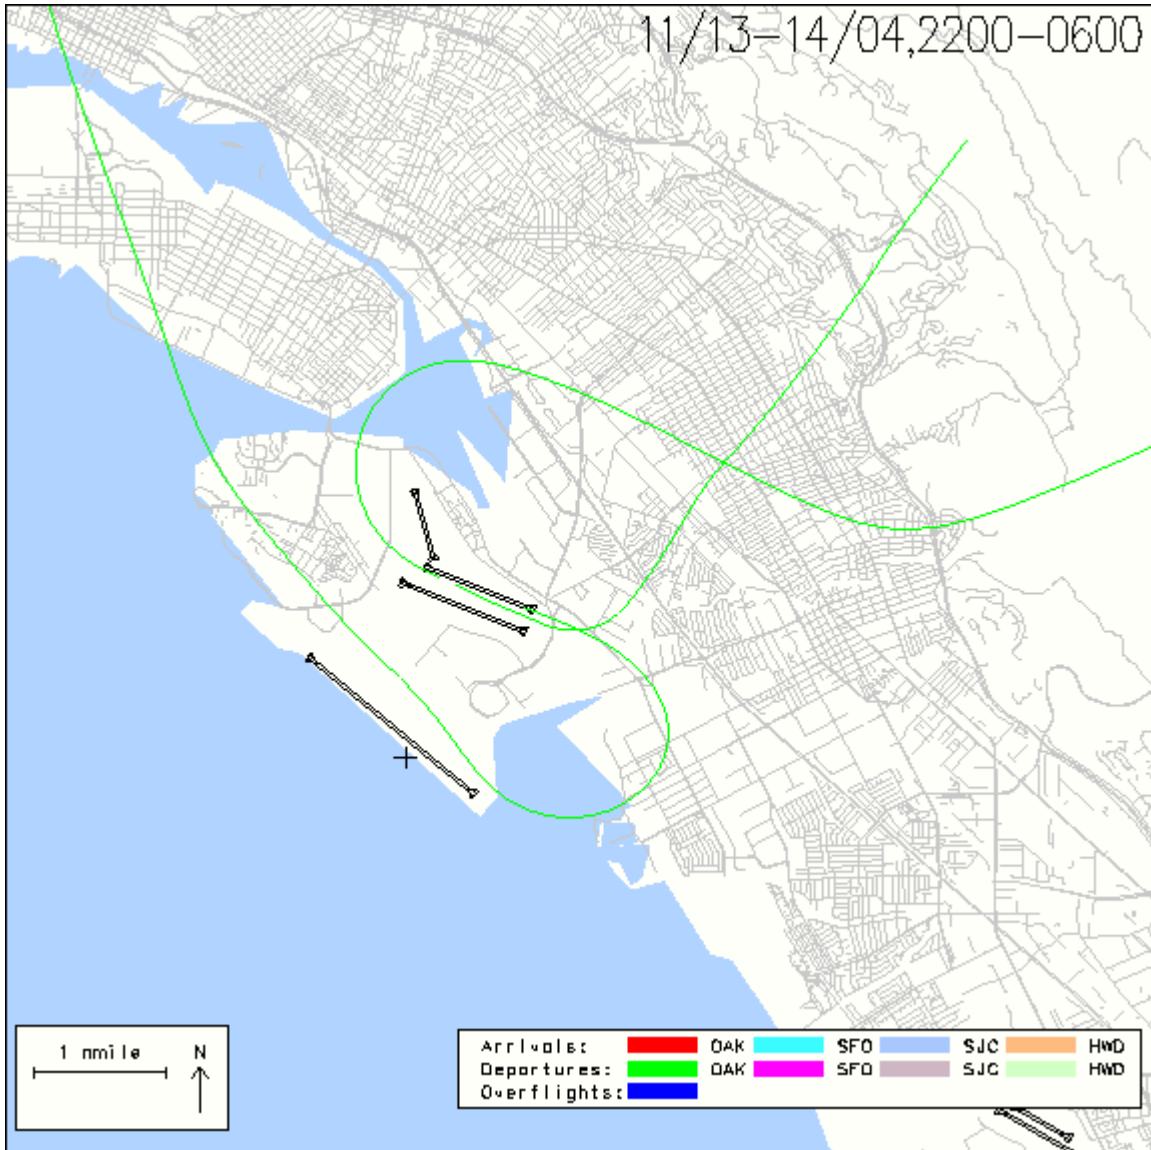 11/13-14/04,2200-0600
1 nmile N
Arrivals: OAK SFO SJC HWD
Departures: OAK SFO SJC HWD
Overflights: